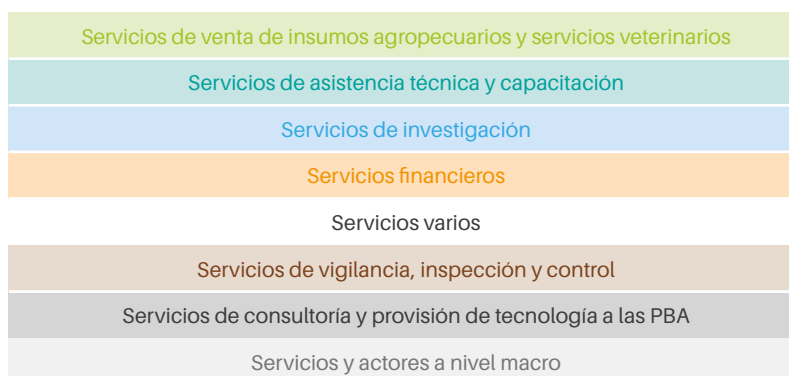 Servicios de venta de insumos agropecuarios y servicios veterinarios
Servicios de asistencia técnica y capacitación
Servicios de investigación
Servicios financieros
Servicios varios
Servicios de vigilancia, inspección y control
Servicios de consultoría y provisión de tecnología a las PBA
Servicios y actores a nivel macro